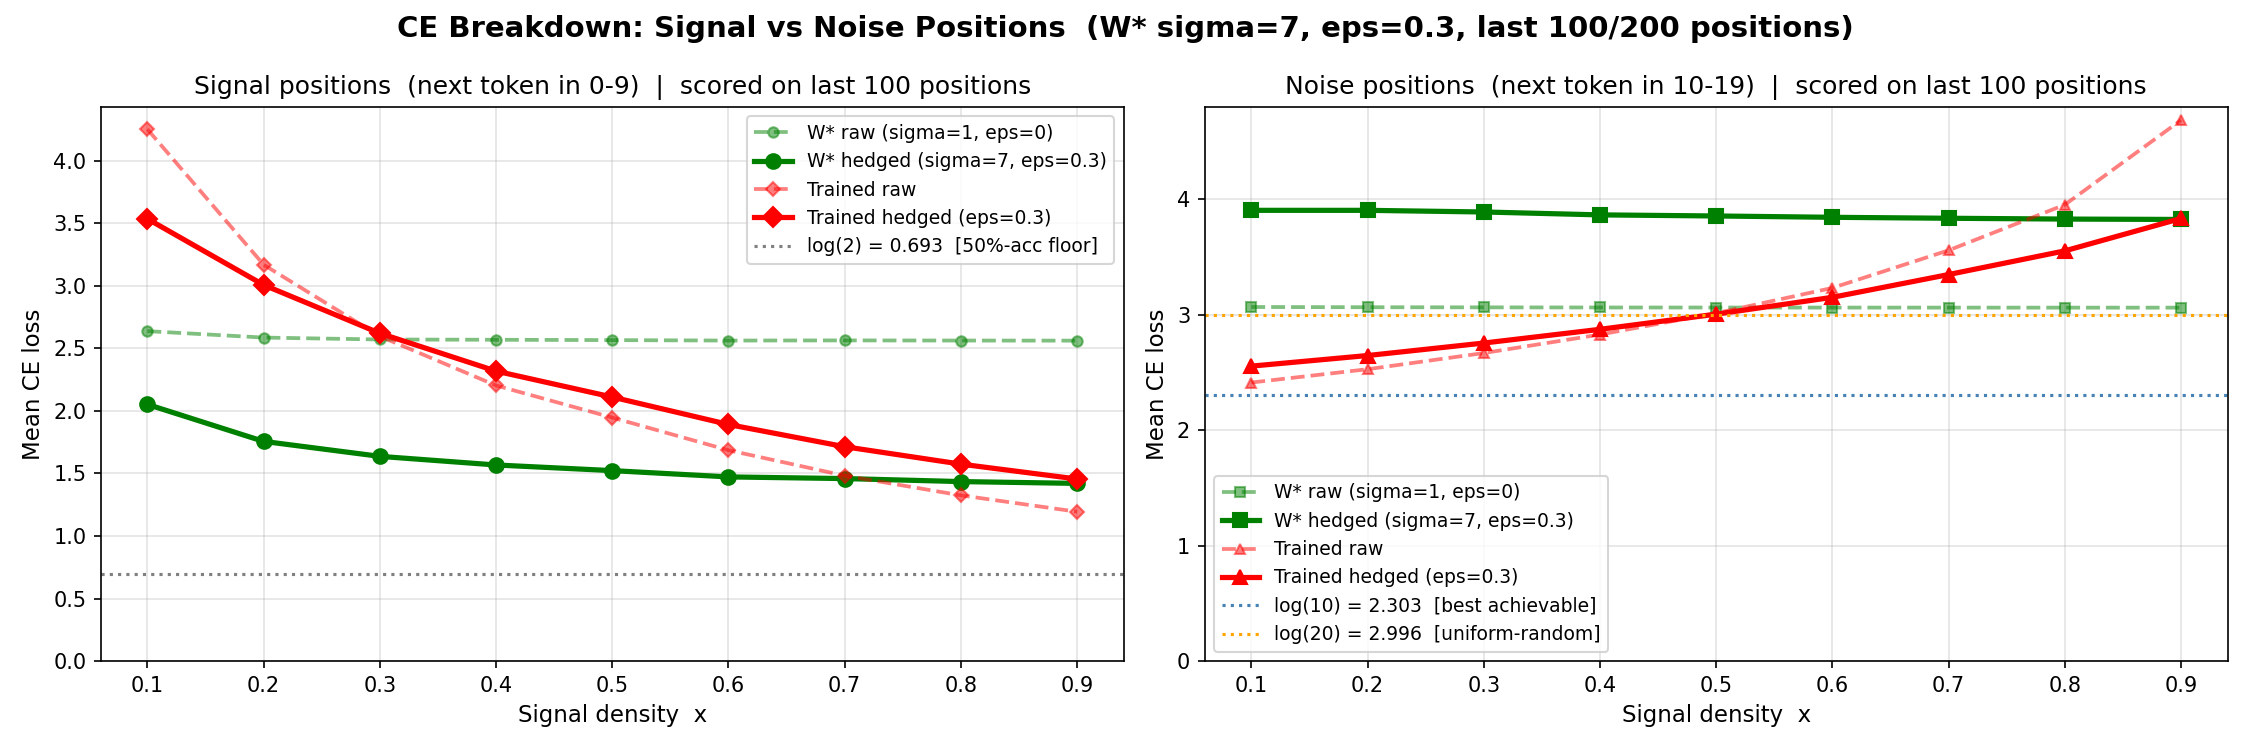 CE Breakdown: Signal vs Noise Positions (W* sigma=7, eps=0.3, last 100/200 positions)
Signal positions (next token in 0-9) | scored on last 100 positions
Mean CE loss
4.0
3.5
3.0
2.5
2.0
1.5
1.0
0.5
0.0
W* raw (sigma=1, eps=0)
W* hedged (sigma=7, eps=0.3)
Trained raw
Trained hedged (eps=0.3)
log(2) = 0.693 [50%-acc floor]
0.1 0.2 0.3 0.4 0.5 0.6 0.7 0.8 0.9
Signal density x
Noise positions (next token in 10-19) | scored on last 100 positions
Mean CE loss
4
3
2
1
0
W* raw (sigma=1, eps=0)
W* hedged (sigma=7, eps=0.3)
Trained raw
Trained hedged (eps=0.3)
log(10) = 2.303 [best achievable]
log(20) = 2.996 [uniform-random]
0.1 0.2 0.3 0.4 0.5 0.6 0.7 0.8 0.9
Signal density x